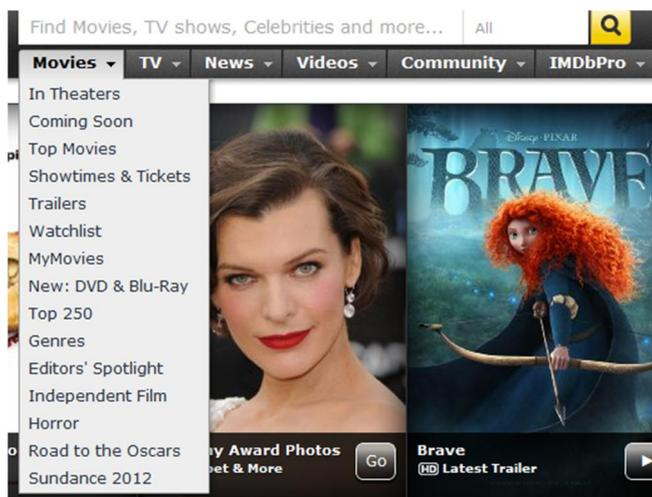 Find Movies, TV shows, Celebrities and more... All
Movies TV News Videos Community IMDbPro
In Theaters
Coming Soon
Top Movies
Showtimes & Tickets
Trailers
Watchlist
MyMovies
New: DVD & Blu-Ray
Top 250
Genres
Editors' Spotlight
Independent Film
Horror
Road to the Oscars
Sundance 2012
Disney·PIXAR
BRAVE
Award Photos
& More
Go
Brave
HD Latest Trailer